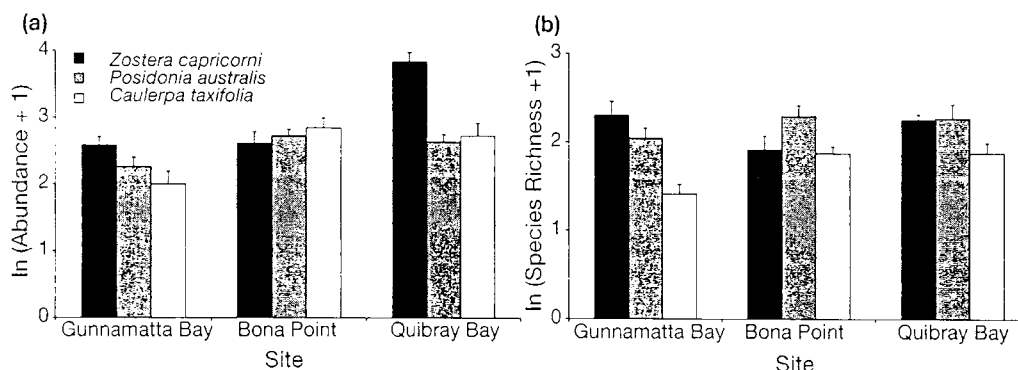 (a)
ln (Abundance + 1)
4
3
2
1
0
Zostera capricorni
Posidonia australis
Caulerpa taxifolia
Gunnamatta Bay Bona Point Quibray Bay
Site
(b)
ln (Species Richness +1)
3
2
1
0
Gunnamatta Bay Bona Point Quibray Bay
Site